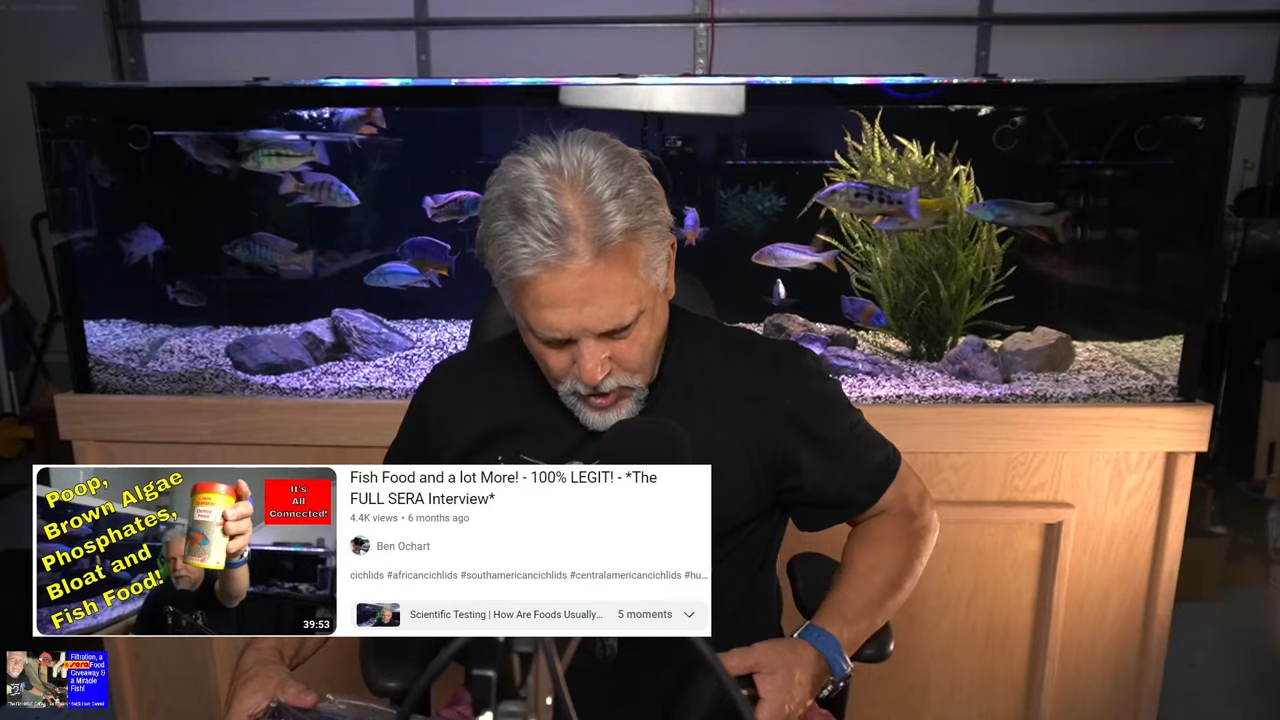 Poop,
Brown Algae
Phosphates,
Bloat and
Fish Food!
It's
All
Connected!
39:53
Fish Food and a lot More! - 100% LEGIT! - *The
FULL SERA Interview*
4.4K views • 6 months ago
Ben Ochart
cichlids #africancichlids #southamericancichlids #centralamericancichlids #hu...
Scientific Testing | How Are Foods Usually...
5 moments
Filtration, a
sera Food
Giveaway &
a Miracle
Fish!